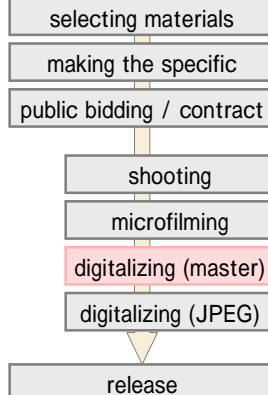 selecting materials
making the specific
public bidding / contract
shooting
microfilming
digitalizing (master)
digitalizing (JPEG)
release